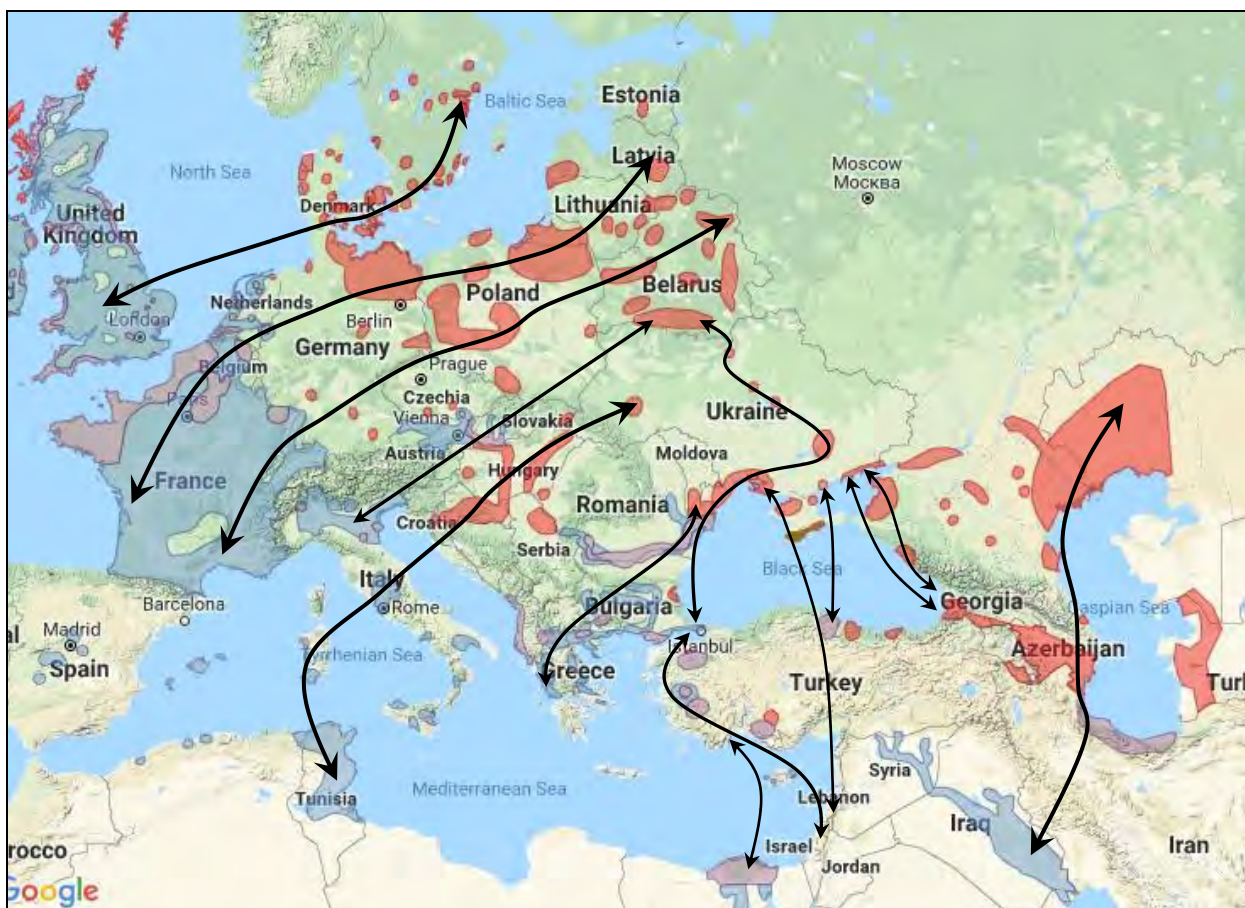 Estonia
Baltic Sea
Latvia
Moscow
Москва
North Sea
Denmark
Lithuania
United
Kingdom
Belarus
Netherlands
Poland
London
Berlin
Germany
Belgium
Prague
Paris
Czechia
Ukraine
Vienna
Slovakia
Austria
Moldova
Hungary
France
Romania
Croatia
Serbia
Italy
Black Sea
Barcelona
Bulgaria
Georgia
Caspian Sea
Rome
Madrid
Istanbul
Azerbaijan
Tyrrhenian Sea
Spain
Greece
Turkey
Turk
Syria
Mediterranean Sea
Tunisia
Lebanon
Iraq
Israel
Iran
rocco
Jordan
Google